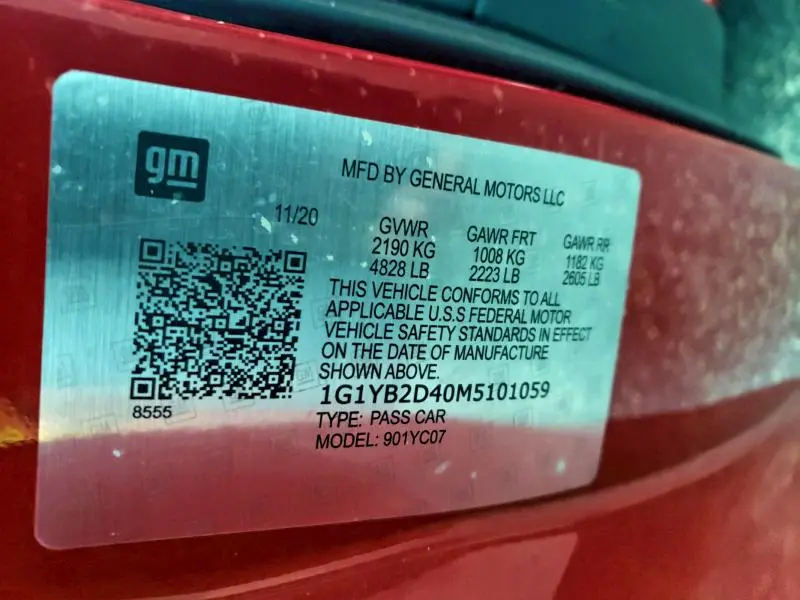 gm
MFD BY GENERAL MOTORS LLC
11/20
GVWR GAWR FRT GAWR RR
2190 KG 1008 KG 1182 KG
4828 LB 2223 LB 2605 LB
THIS VEHICLE CONFORMS TO ALL
APPLICABLE U.S.S FEDERAL MOTOR
VEHICLE SAFETY STANDARDS IN EFFECT
ON THE DATE OF MANUFACTURE
SHOWN ABOVE.
1G1YB2D40M5101059
8555
TYPE: PASS CAR
MODEL: 901YC07